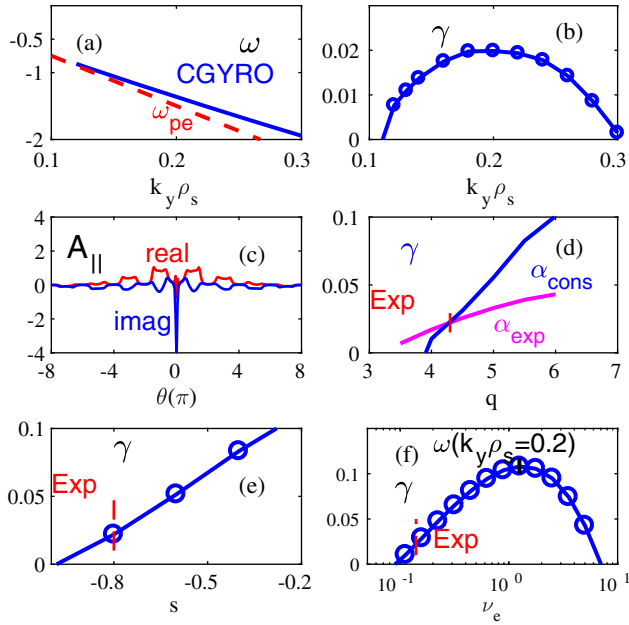 (a)
ω
CGYRO
ω_pe
-0.5
-1
-2
0.1
0.2
0.3
k_y ρ_s
(b)
γ
0.02
0.01
0
0.1
0.2
0.3
k_y ρ_s
(c)
A_||
real
imag
4
2
0
-2
-4
-8
-4
0
4
8
θ(π)
(d)
γ
Exp
α_cons
α_exp
0.1
0.05
0
3
4
5
6
7
q
(e)
γ
Exp
0.1
0.05
0
-0.8
-0.5
-0.2
s
(f)
ω(k_y ρ_s=0.2)
γ
Exp
0.1
0.05
0
10^-1
10^0
10^1
ν_e